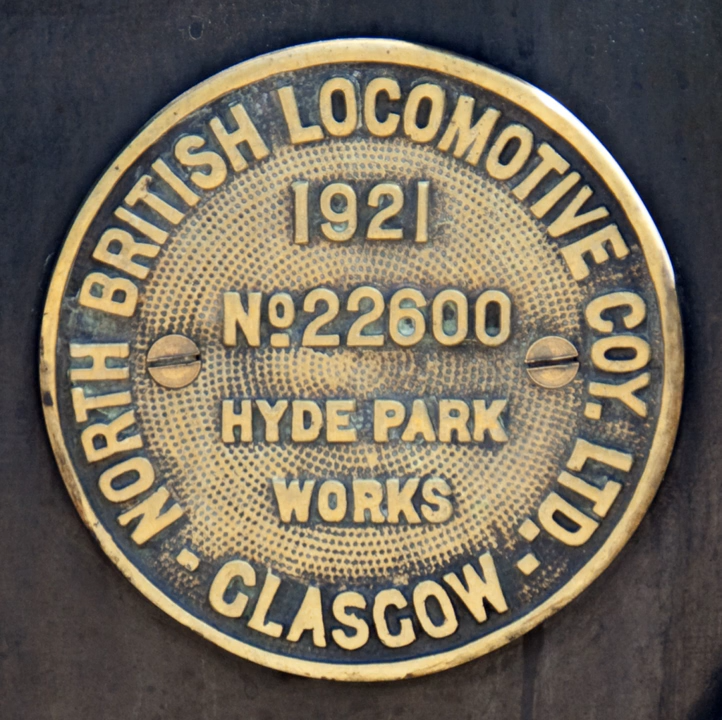 NORTH BRITISH LOCOMOTIVE COY. LTD.
1921
Nº22600
HYDE PARK
WORKS
- GLASGOW -